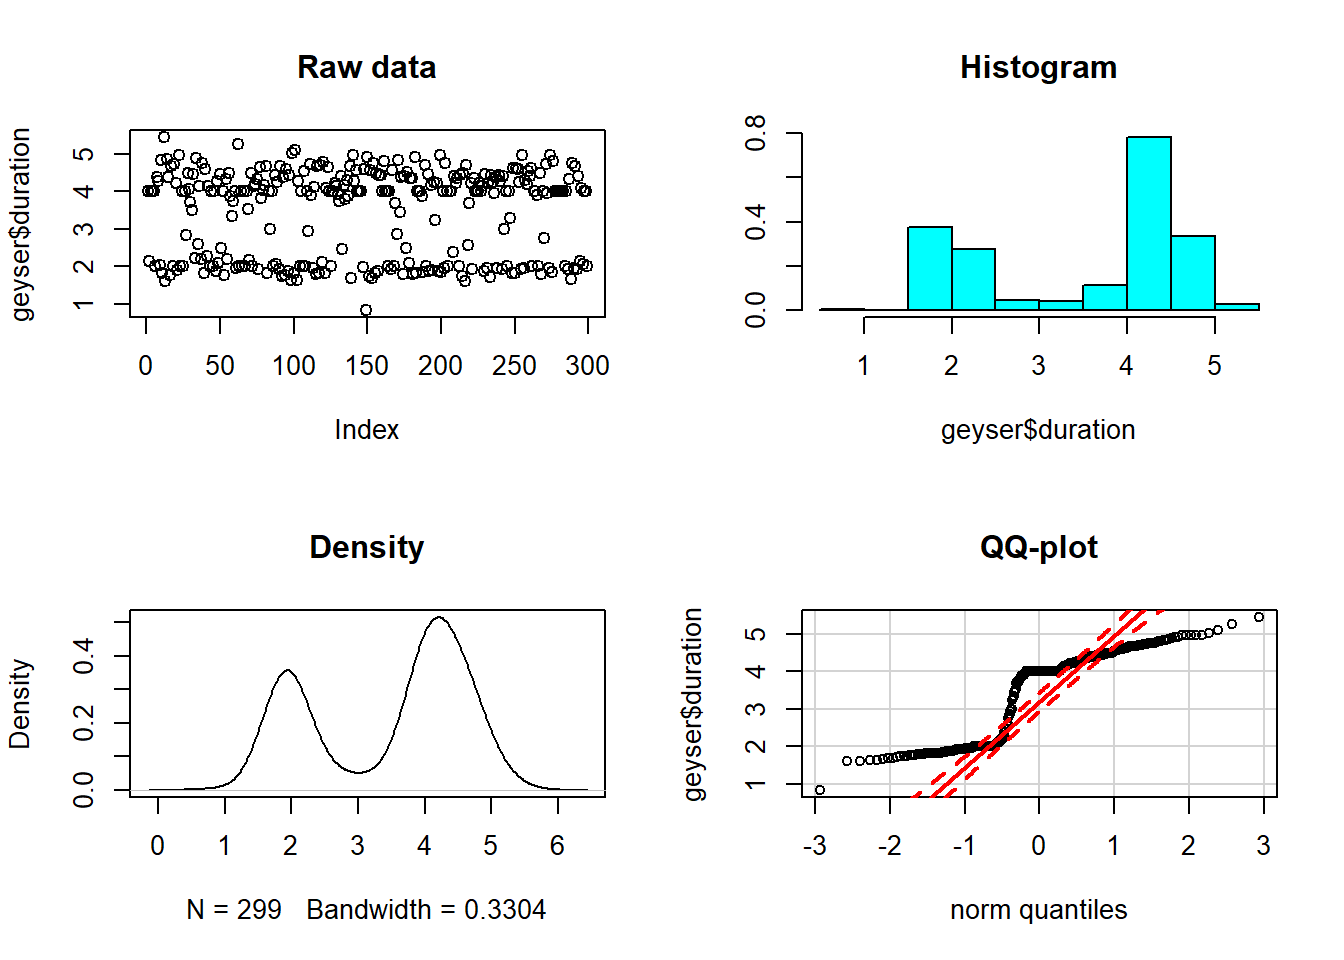 Raw data
geyser$duration
5
4
3
2
1
0 50 100 150 200 250 300
Index
Histogram
0.8
0.4
0.0
1 2 3 4 5
geyser$duration
Density
Density
0.4
0.2
0.0
0 1 2 3 4 5 6
N = 299 Bandwidth = 0.3304
QQ-plot
geyser$duration
5
4
3
2
1
-3 -2 -1 0 1 2 3
norm quantiles